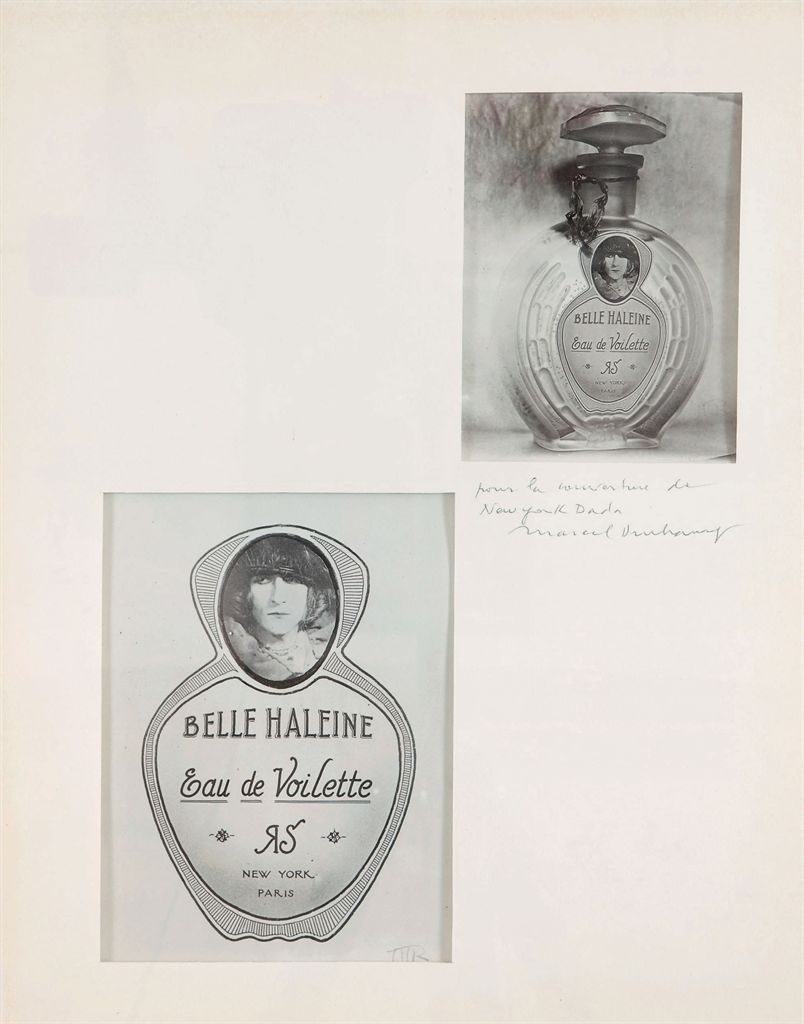 BELLE HALEINE
Eau de Voilette
RS
NEW YORK
PARIS
pour la couverture de
New York Dada
Marcel Duchamp
BELLE HALEINE
Eau de Voilette
RS
NEW YORK
PARIS